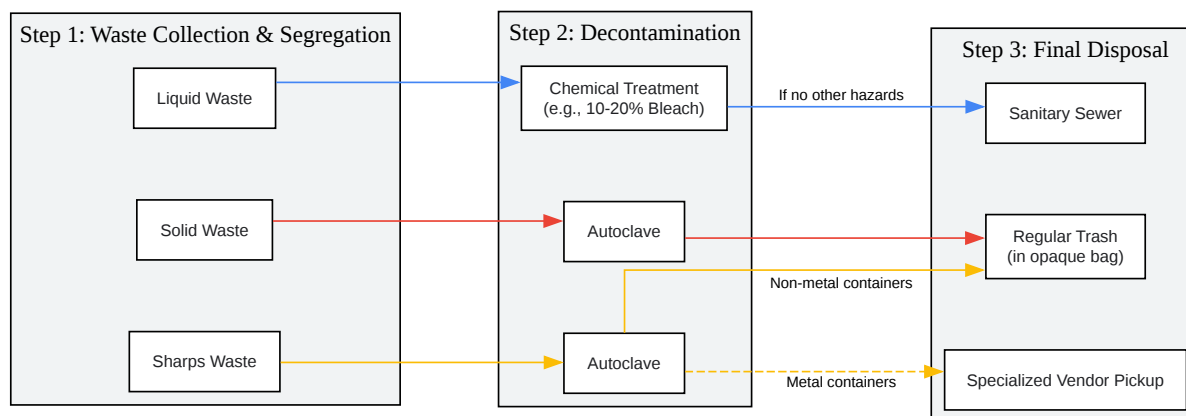 Step 1: Waste Collection & Segregation
Liquid Waste
Solid Waste
Sharps Waste
Step 2: Decontamination
Chemical Treatment
(e.g., 10-20% Bleach)
Autoclave
Autoclave
If no other hazards
Non-metal containers
Metal containers
Step 3: Final Disposal
Sanitary Sewer
Regular Trash
(in opaque bag)
Specialized Vendor Pickup